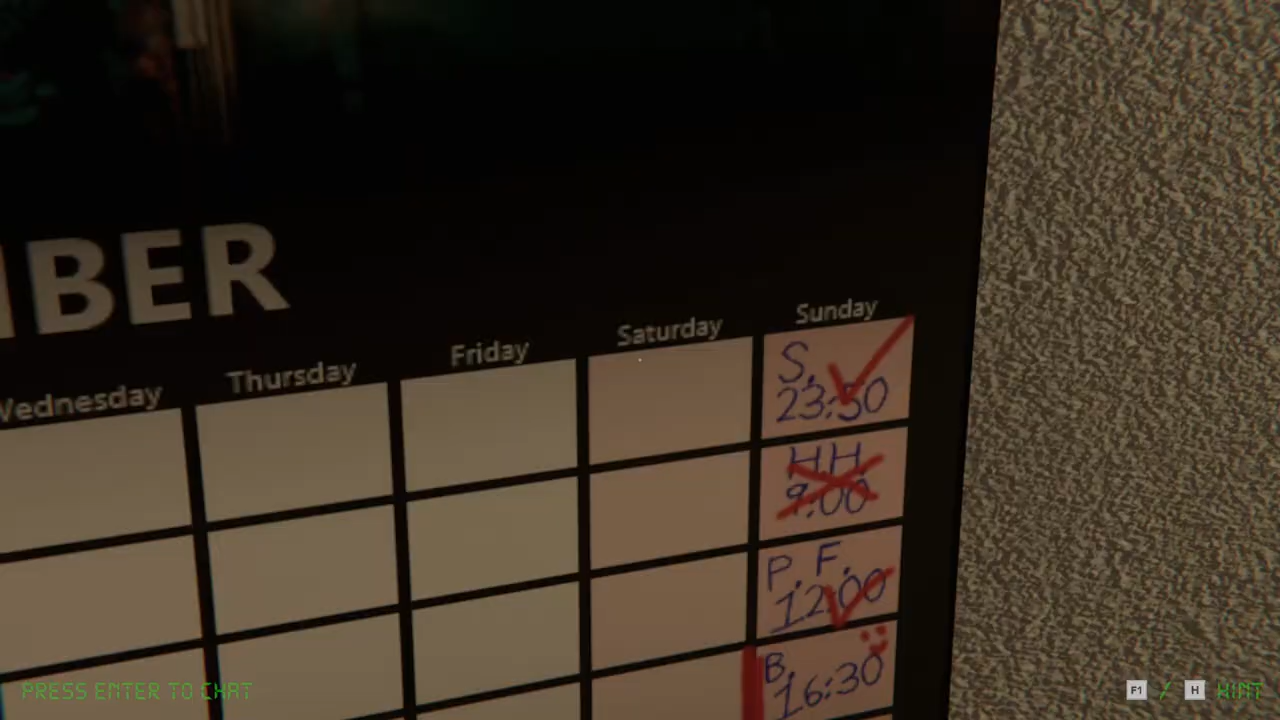 BER
Wednesday Thursday Friday Saturday Sunday
S.
23:50
HH
9:00
P. F.
12:00
B.
16:30
PRESS ENTER TO CHAT
F1 / H HINT